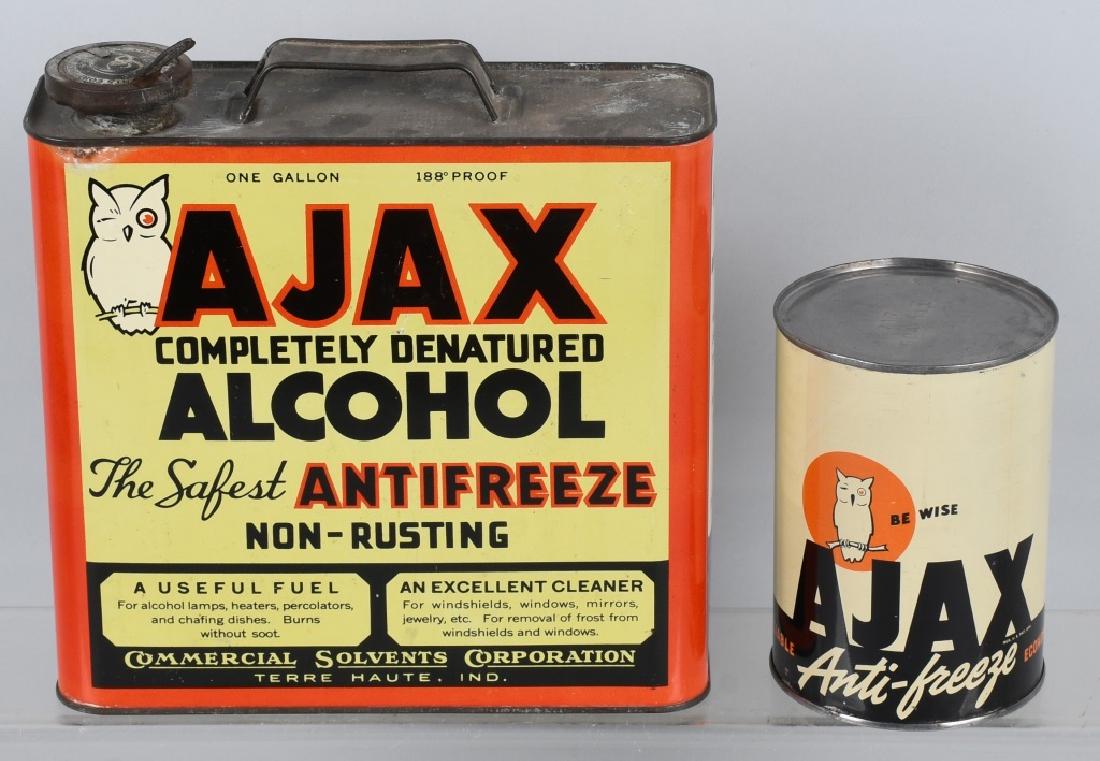 ONE GALLON 188° PROOF
AJAX
COMPLETELY DENATURED
ALCOHOL
The Safest ANTIFREEZE
NON-RUSTING
A USEFUL FUEL
For alcohol lamps, heaters, percolators,
and chafing dishes. Burns
without soot.
AN EXCELLENT CLEANER
For windshields, windows, mirrors,
jewelry, etc. For removal of frost from
windshields and windows.
COMMERCIAL SOLVENTS CORPORATION
TERRE HAUTE, IND.
BE WISE
AJAX
Anti-freeze